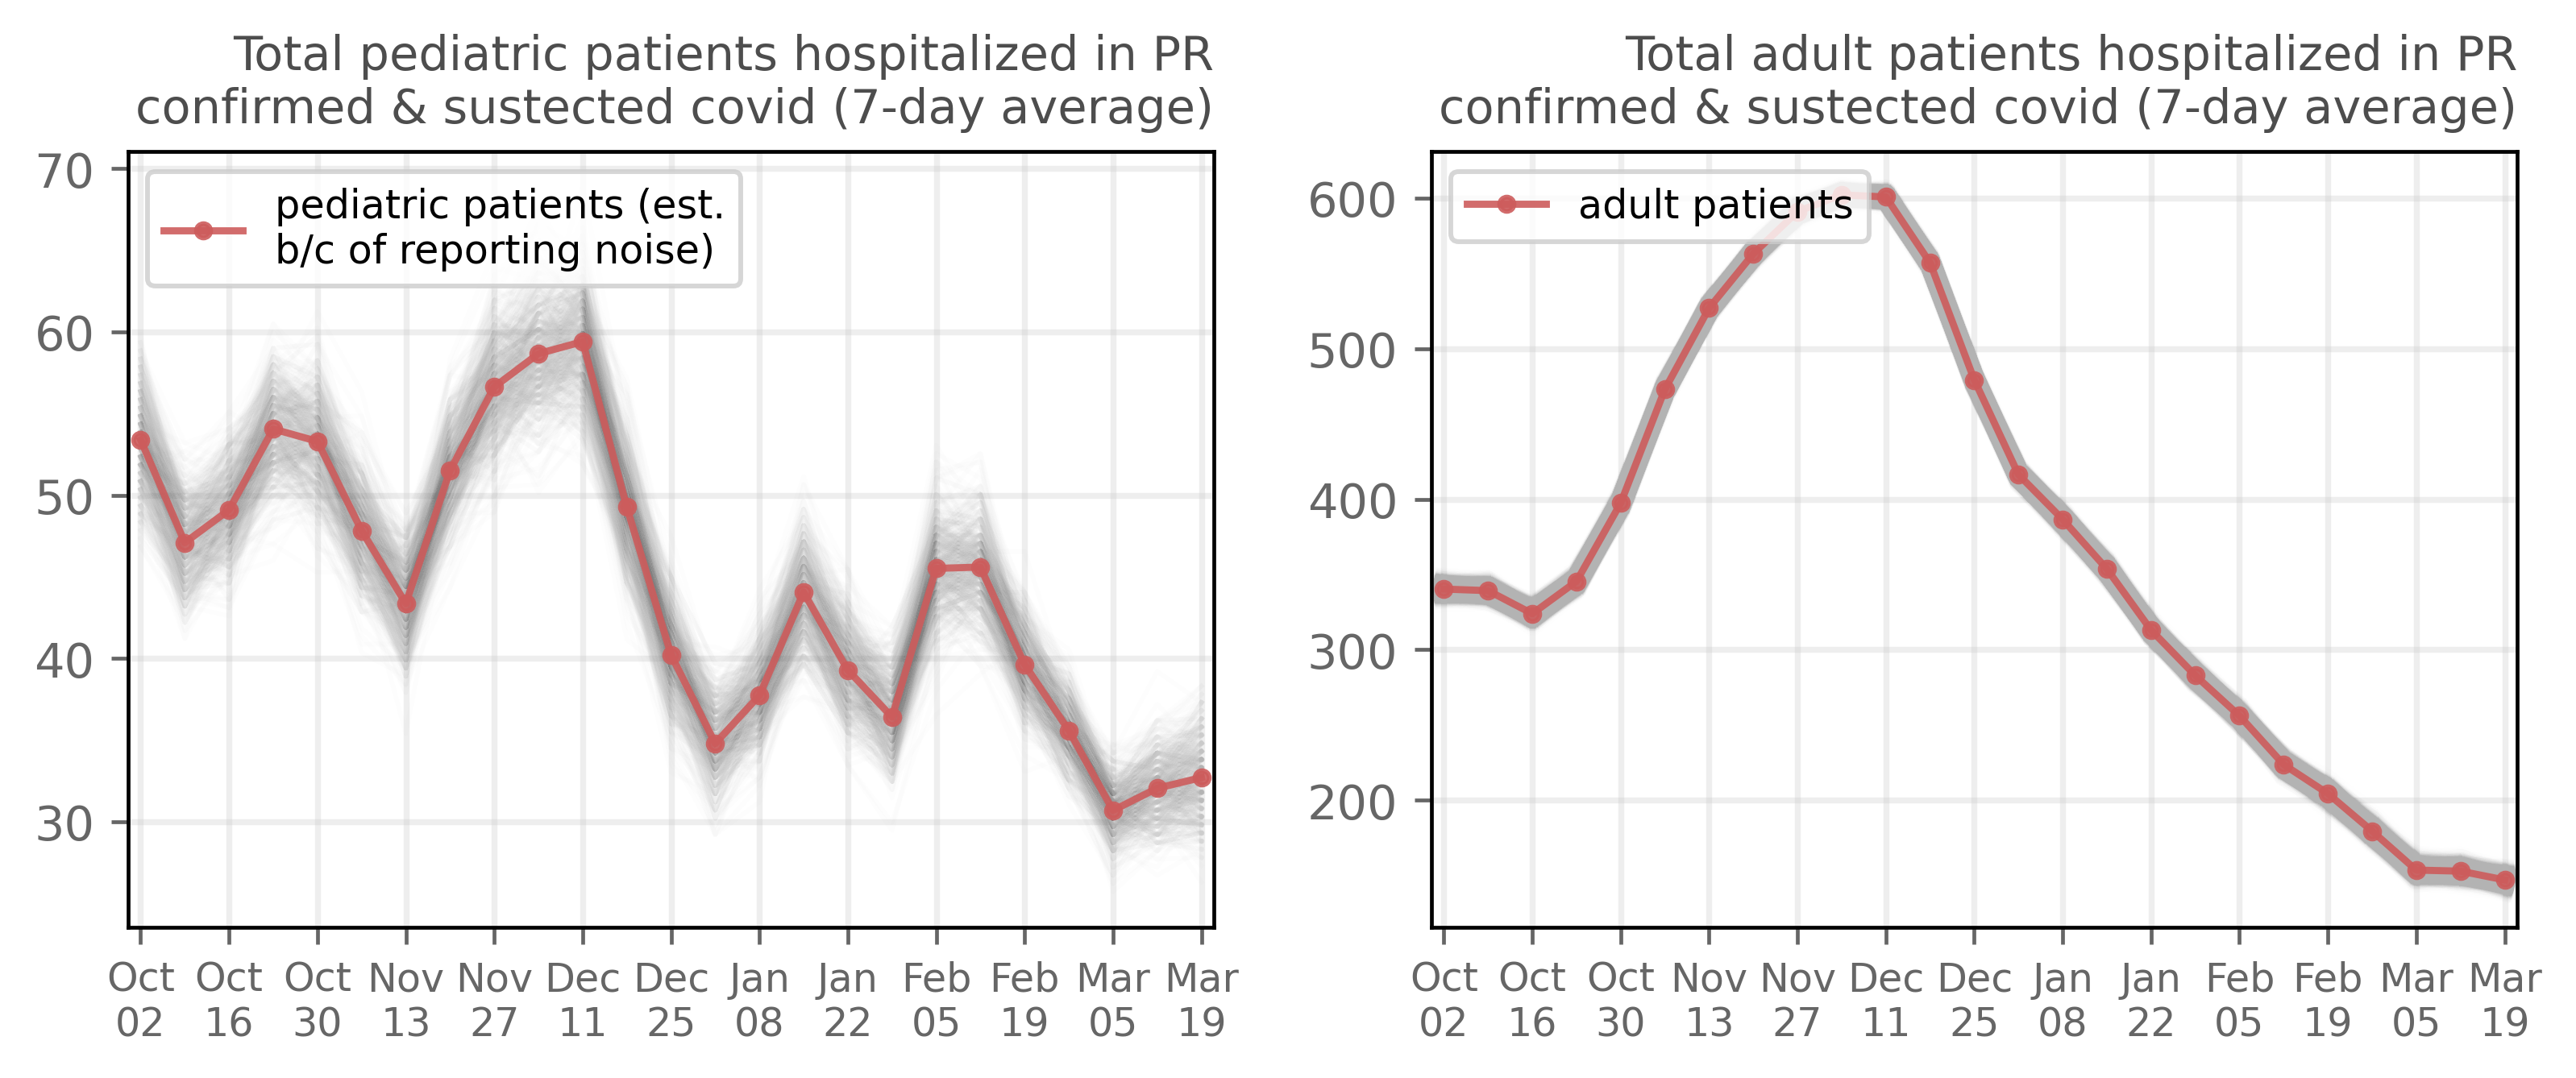 Total pediatric patients hospitalized in PR
confirmed & sustected covid (7-day average)
70
60
50
40
30
pediatric patients (est.
b/c of reporting noise)
Oct Oct Oct Nov Nov Dec Dec Jan Jan Feb Feb Mar Mar
02 16 30 13 27 11 25 08 22 05 19 05 19
Total adult patients hospitalized in PR
confirmed & sustected covid (7-day average)
600
500
400
300
200
adult patients
Oct Oct Oct Nov Nov Dec Dec Jan Jan Feb Feb Mar Mar
02 16 30 13 27 11 25 08 22 05 19 05 19